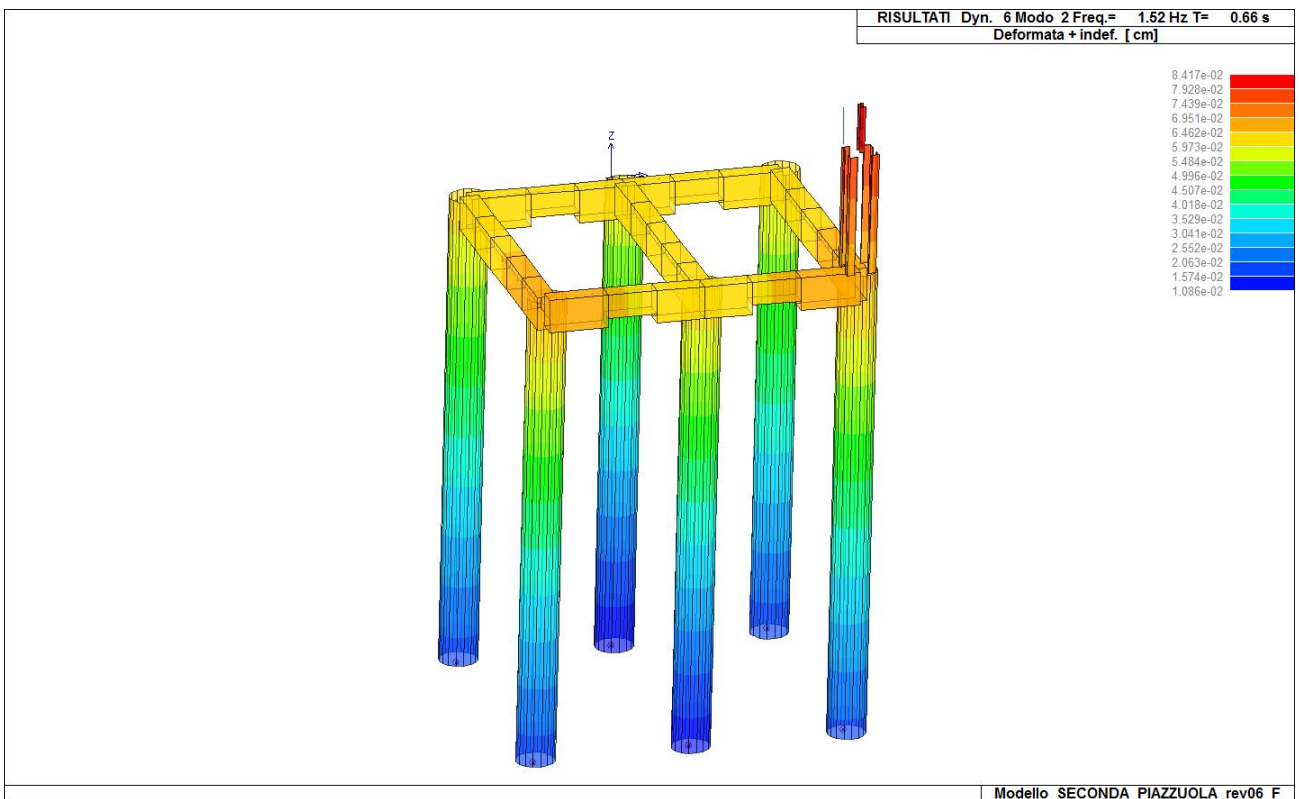 RISULTATI Dyn. 6 Modo 2 Freq.= 1.52 Hz T= 0.66 s
Deformata + indef. [ cm]
8.417e-02
7.928e-02
7.439e-02
6.951e-02
6.462e-02
5.973e-02
5.484e-02
4.996e-02
4.507e-02
4.018e-02
3.529e-02
3.041e-02
2.552e-02
2.063e-02
1.574e-02
1.086e-02
Z
Modello SECONDA PIAZZUOLA rev06 F